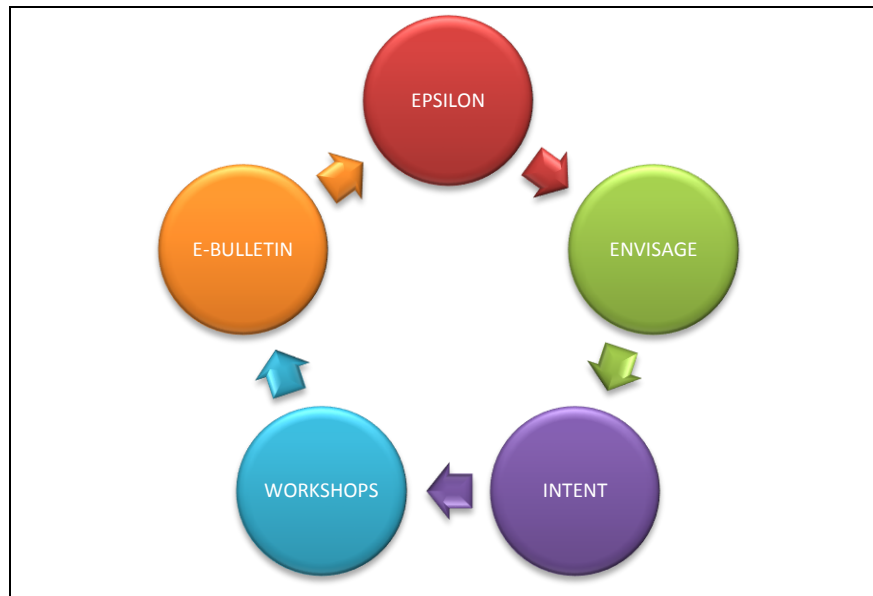 EPSILON
ENVISAGE
INTENT
WORKSHOPS
E-BULLETIN